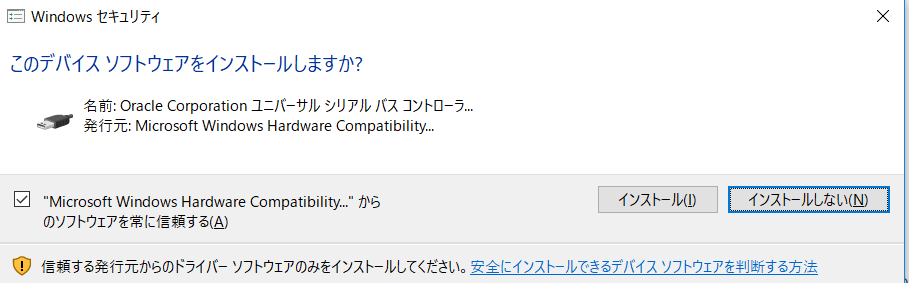 Windows セキュリティ
このデバイス ソフトウェアをインストールしますか?
名前: Oracle Corporation ユニバーサル シリアル バス コントローラ...
発行元: Microsoft Windows Hardware Compatibility...
"Microsoft Windows Hardware Compatibility..." から
のソフトウェアを常に信頼する(A)
インストール(I)
インストールしない(N)
信頼する発行元からのドライバー ソフトウェアのみをインストールしてください。 安全にインストールできるデバイス ソフトウェアを判断する方法